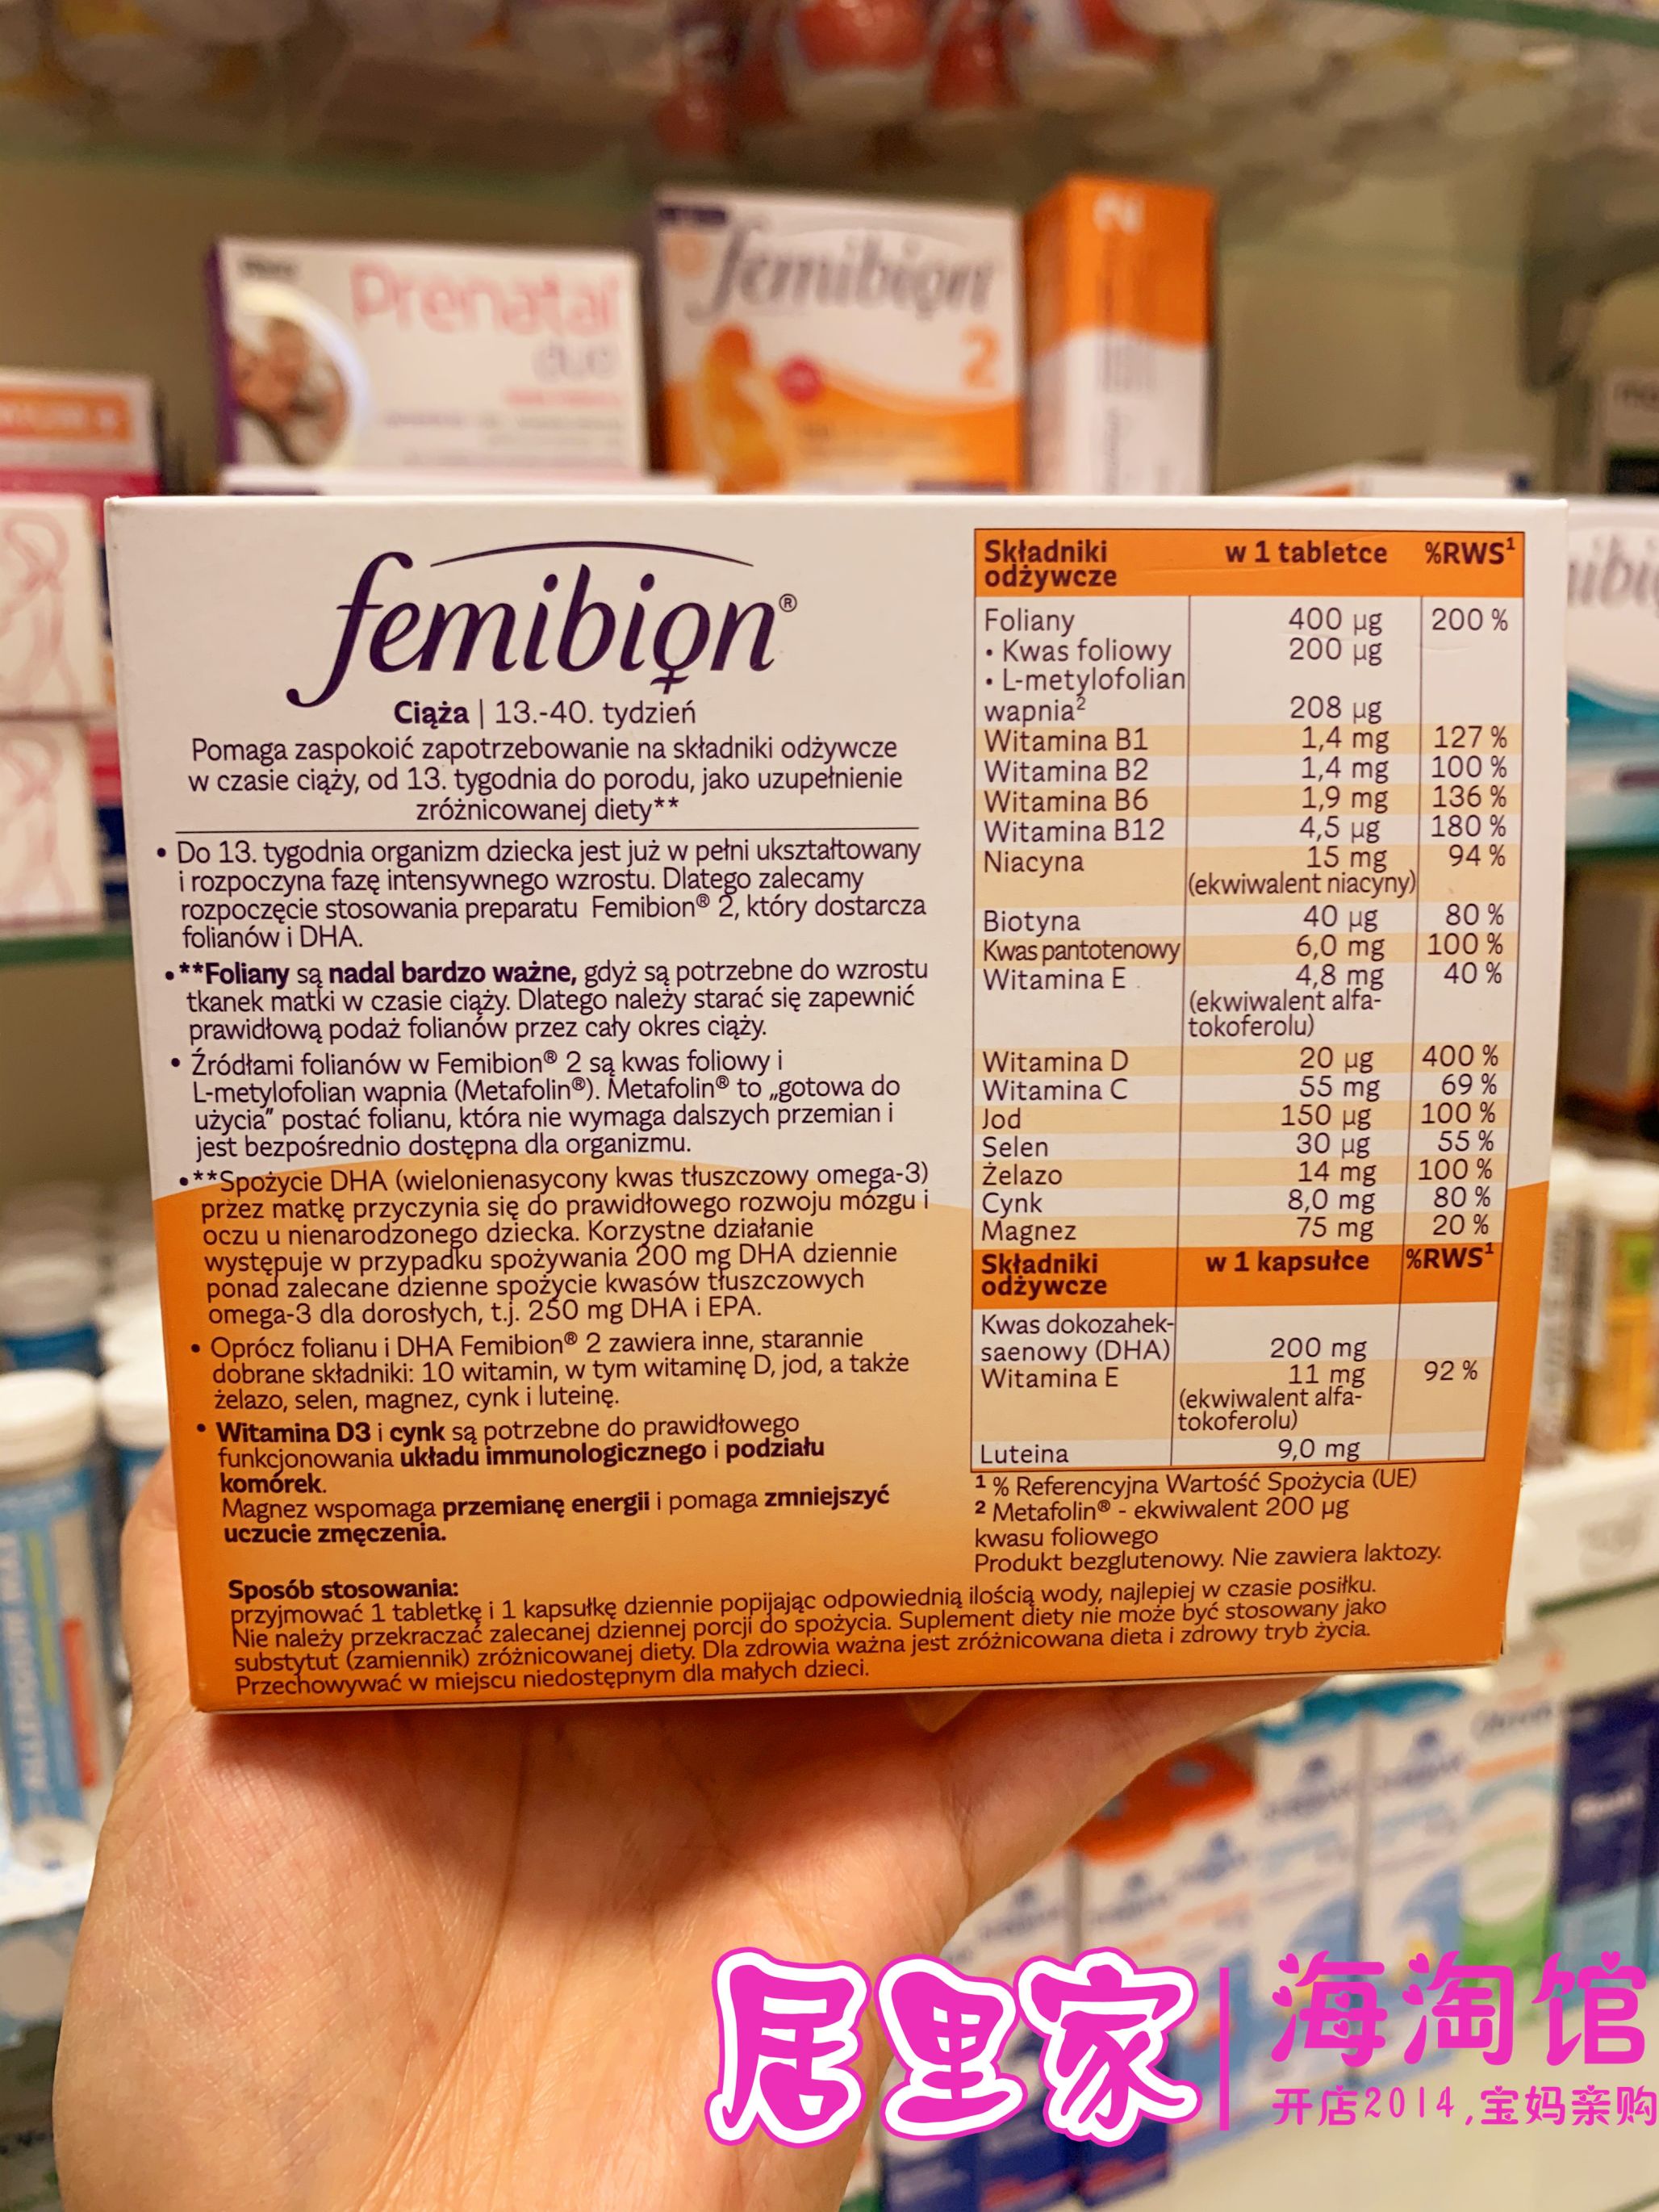 Prenatal
duo
femibion
2
2
femibion®
Ciąża | 13.-40. tydzień
Pomaga zaspokoić zapotrzebowanie na składniki odżywcze
w czasie ciąży, od 13. tygodnia do porodu, jako uzupełnienie
zróżnicowanej diety**
• Do 13. tygodnia organizm dziecka jest już w pełni ukształtowany
i rozpoczyna fazę intensywnego wzrostu. Dlatego zalecamy
rozpoczęcie stosowania preparatu Femibion® 2, który dostarcza
folianów i DHA.
• **Foliany są nadal bardzo ważne, gdyż są potrzebne do wzrostu
tkanek matki w czasie ciąży. Dlatego należy starać się zapewnić
prawidłową podaż folianów przez cały okres ciąży.
• Źródłami folianów w Femibion® 2 są kwas foliowy i
L-metylofolian wapnia (Metafolin®). Metafolin® to „gotowa do
użycia” postać folianu, która nie wymaga dalszych przemian i
jest bezpośrednio dostępna dla organizmu.
• **Spożycie DHA (wielonienasycony kwas tłuszczowy omega-3)
przez matkę przyczynia się do prawidłowego rozwoju mózgu i
oczu u nienarodzonego dziecka. Korzystne działanie
występuje w przypadku spożywania 200 mg DHA dziennie
ponad zalecane dzienne spożycie kwasów tłuszczowych
omega-3 dla dorosłych, t.j. 250 mg DHA i EPA.
• Oprócz folianu i DHA Femibion® 2 zawiera inne, starannie
dobrane składniki: 10 witamin, w tym witaminę D, jod, a także
żelazo, selen, magnez, cynk i luteinę.
• Witamina D3 i cynk są potrzebne do prawidłowego
funkcjonowania układu immunologicznego i podziału
komórek.
Magnez wspomaga przemianę energii i pomaga zmniejszyć
uczucie zmęczenia.
Składniki odżywcze w 1 tabletce %RWS¹
Foliany 400 µg 200 %
• Kwas foliowy 200 µg
• L-metylofolian
wapnia² 208 µg
Witamina B1 1,4 mg 127 %
Witamina B2 1,4 mg 100 %
Witamina B6 1,9 mg 136 %
Witamina B12 4,5 µg 180 %
Niacyna 15 mg 94 %
(ekwiwalent niacyny)
Biotyna 40 µg 80 %
Kwas pantotenowy 6,0 mg 100 %
Witamina E 4,8 mg 40 %
(ekwiwalent alfa-
tokoferolu)
Witamina D 20 µg 400 %
Witamina C 55 mg 69 %
Jod 150 µg 100 %
Selen 30 µg 55 %
Żelazo 14 mg 100 %
Cynk 8,0 mg 80 %
Magnez 75 mg 20 %
Składniki odżywcze w 1 kapsułce %RWS¹
Kwas dokozahek-
saenowy (DHA) 200 mg
Witamina E 11 mg 92 %
(ekwiwalent alfa-
tokoferolu)
Luteina 9,0 mg
¹ % Referencyjna Wartość Spożycia (UE)
² Metafolin® - ekwiwalent 200 µg
kwasu foliowego
Produkt bezglutenowy. Nie zawiera laktozy.
Sposób stosowania:
przyjmować 1 tabletkę i 1 kapsułkę dziennie popijając odpowiednią ilością wody, najlepiej w czasie posiłku.
Nie należy przekraczać zalecanej dziennej porcji do spożycia. Suplement diety nie może być stosowany jako
substytut (zamiennik) zróżnicowanej diety. Dla zdrowia ważna jest zróżnicowana dieta i zdrowy tryb życia.
Przechowywać w miejscu niedostępnym dla małych dzieci.
居里家 | 海淘馆
开店2014,宝妈亲购